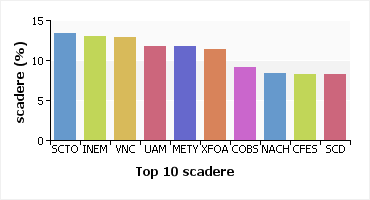 15
10
5
0
scadere (%)
SCTO INEM VNC UAM METY XFOA COBS NACH CFES SCD
Top 10 scadere